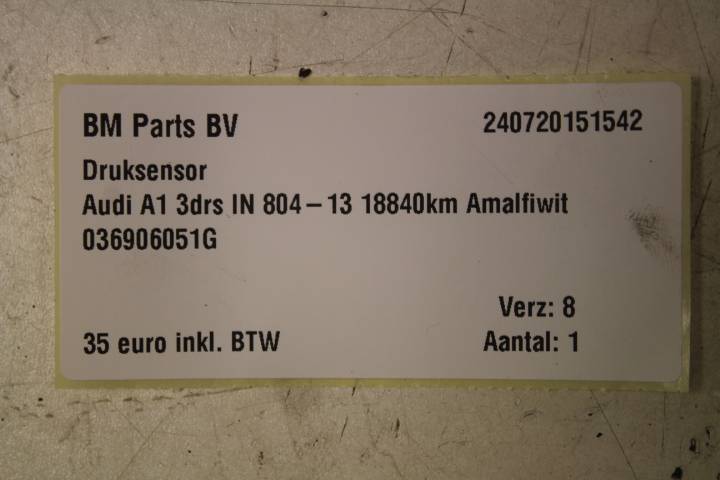 BM Parts BV 240720151542
Druksensor
Audi A1 3drs IN 804-13 18840km Amalfiwit
036906051G
Verz: 8
35 euro inkl. BTW Aantal: 1